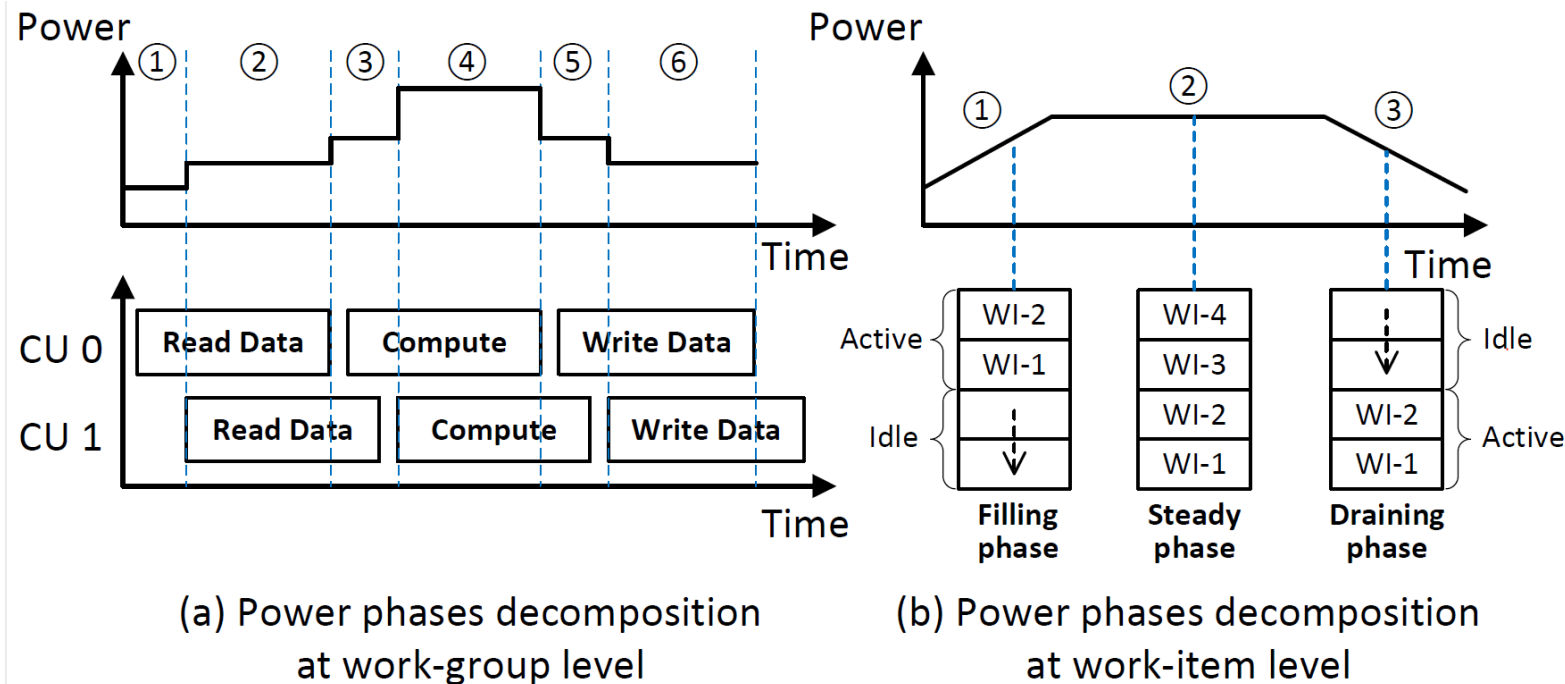 Power
① ② ③ ④ ⑤ ⑥
Time
CU 0
Read Data Compute Write Data
CU 1
Read Data Compute Write Data
Time
(a) Power phases decomposition
at work-group level
Power
① ② ③
Time
Active
Idle
WI-2
WI-1
Filling
phase
WI-4
WI-3
WI-2
WI-1
Steady
phase
WI-2
WI-1
Idle
Active
Draining
phase
(b) Power phases decomposition
at work-item level